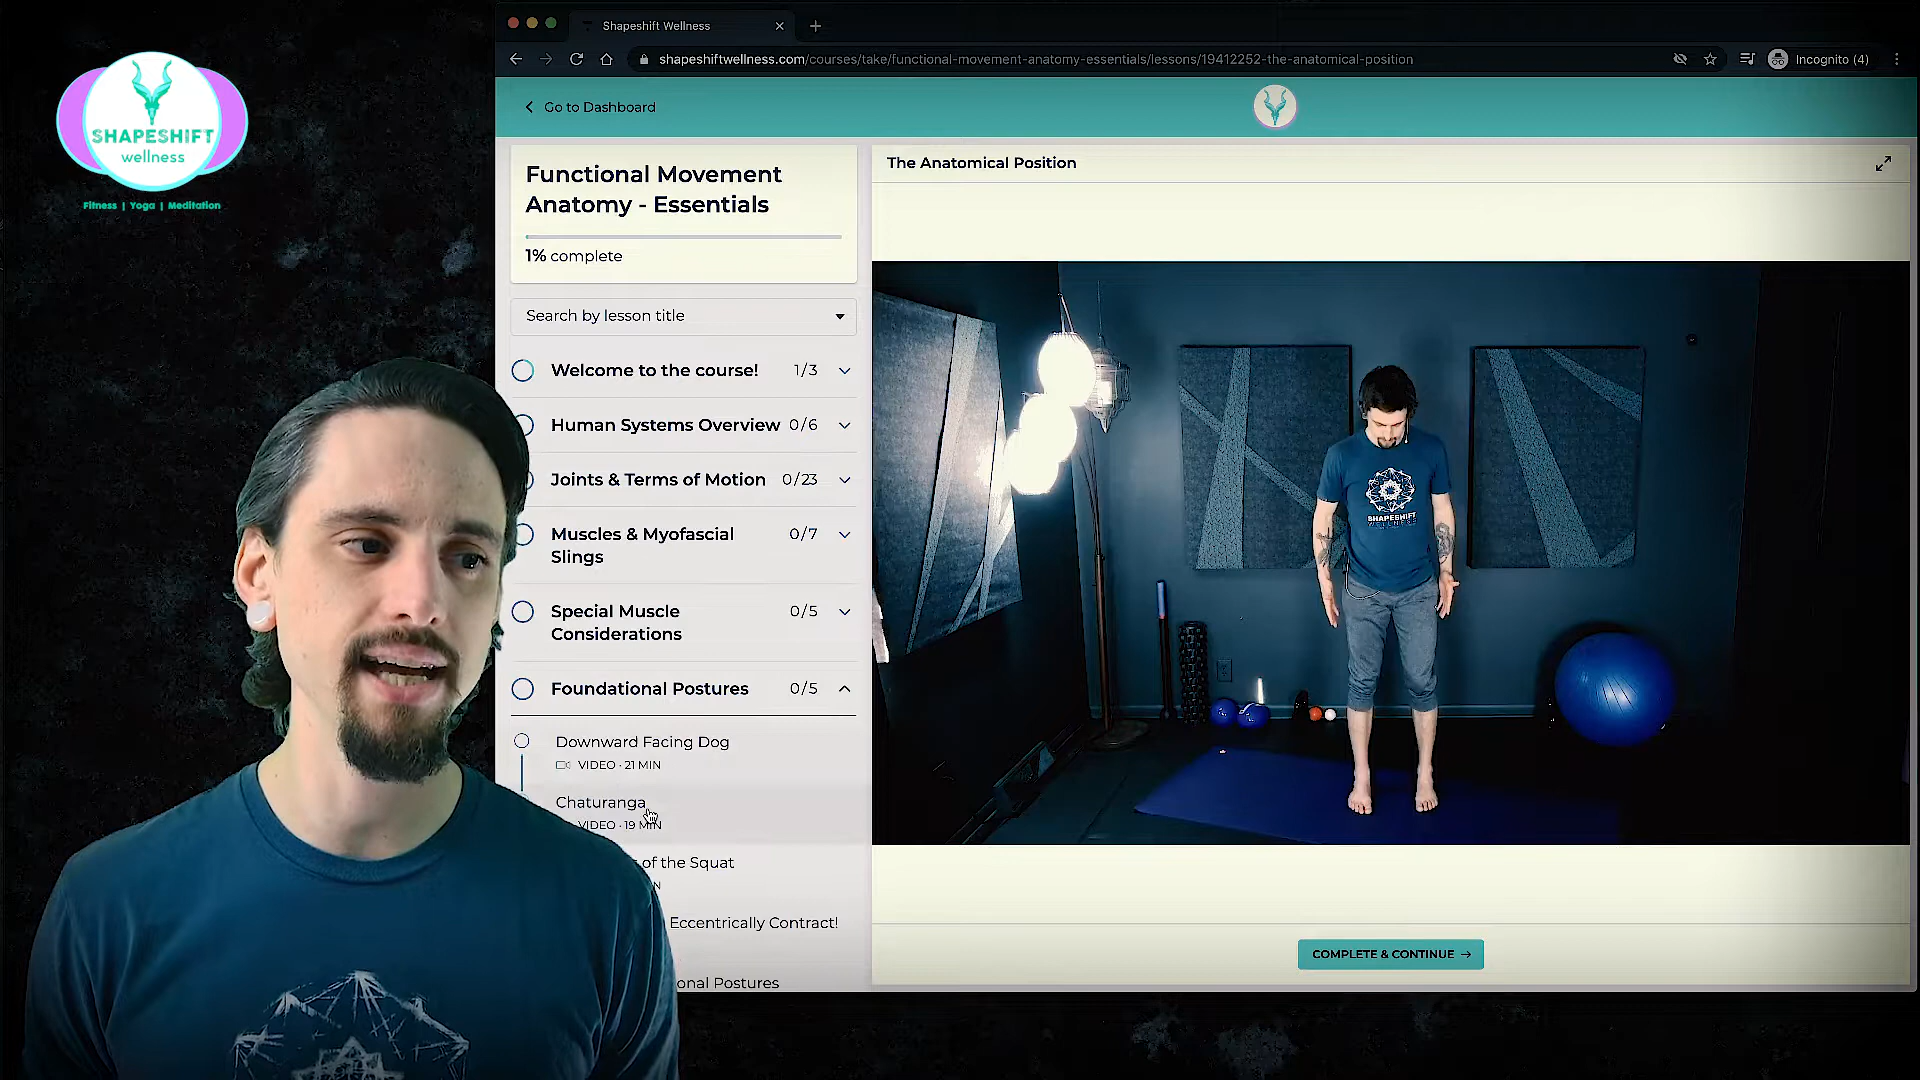 SHAPESHIFT
wellness
Fitness | Yoga | Meditation
Shapeshift Wellness
shapeshiftwellness.com/courses/take/functional-movement-anatomy-essentials/lessons/19412252-the-anatomical-position
Incognito (4)
Go to Dashboard
Functional Movement
Anatomy - Essentials
1% complete
Search by lesson title
Welcome to the course! 1/3
Human Systems Overview 0/6
Joints & Terms of Motion 0/23
Muscles & Myofascial 0/7
Slings
Special Muscle 0/5
Considerations
Foundational Postures 0/5
Downward Facing Dog
VIDEO · 21 MIN
Chaturanga
VIDEO · 19 MIN
of the Squat
N
Eccentrically Contract!
onal Postures
The Anatomical Position
SHAPESHIFT
WELLNESS
COMPLETE & CONTINUE →